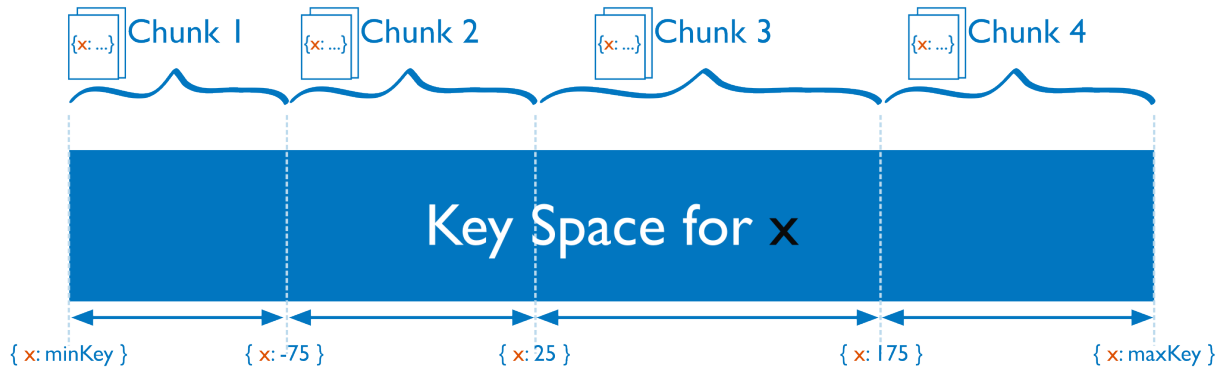 {x: ...} Chunk 1 {x: ...} Chunk 2 {x: ...} Chunk 3 {x: ...} Chunk 4
Key Space for x
{ x: minKey } { x: -75 } { x: 25 } { x: 175 } { x: maxKey }